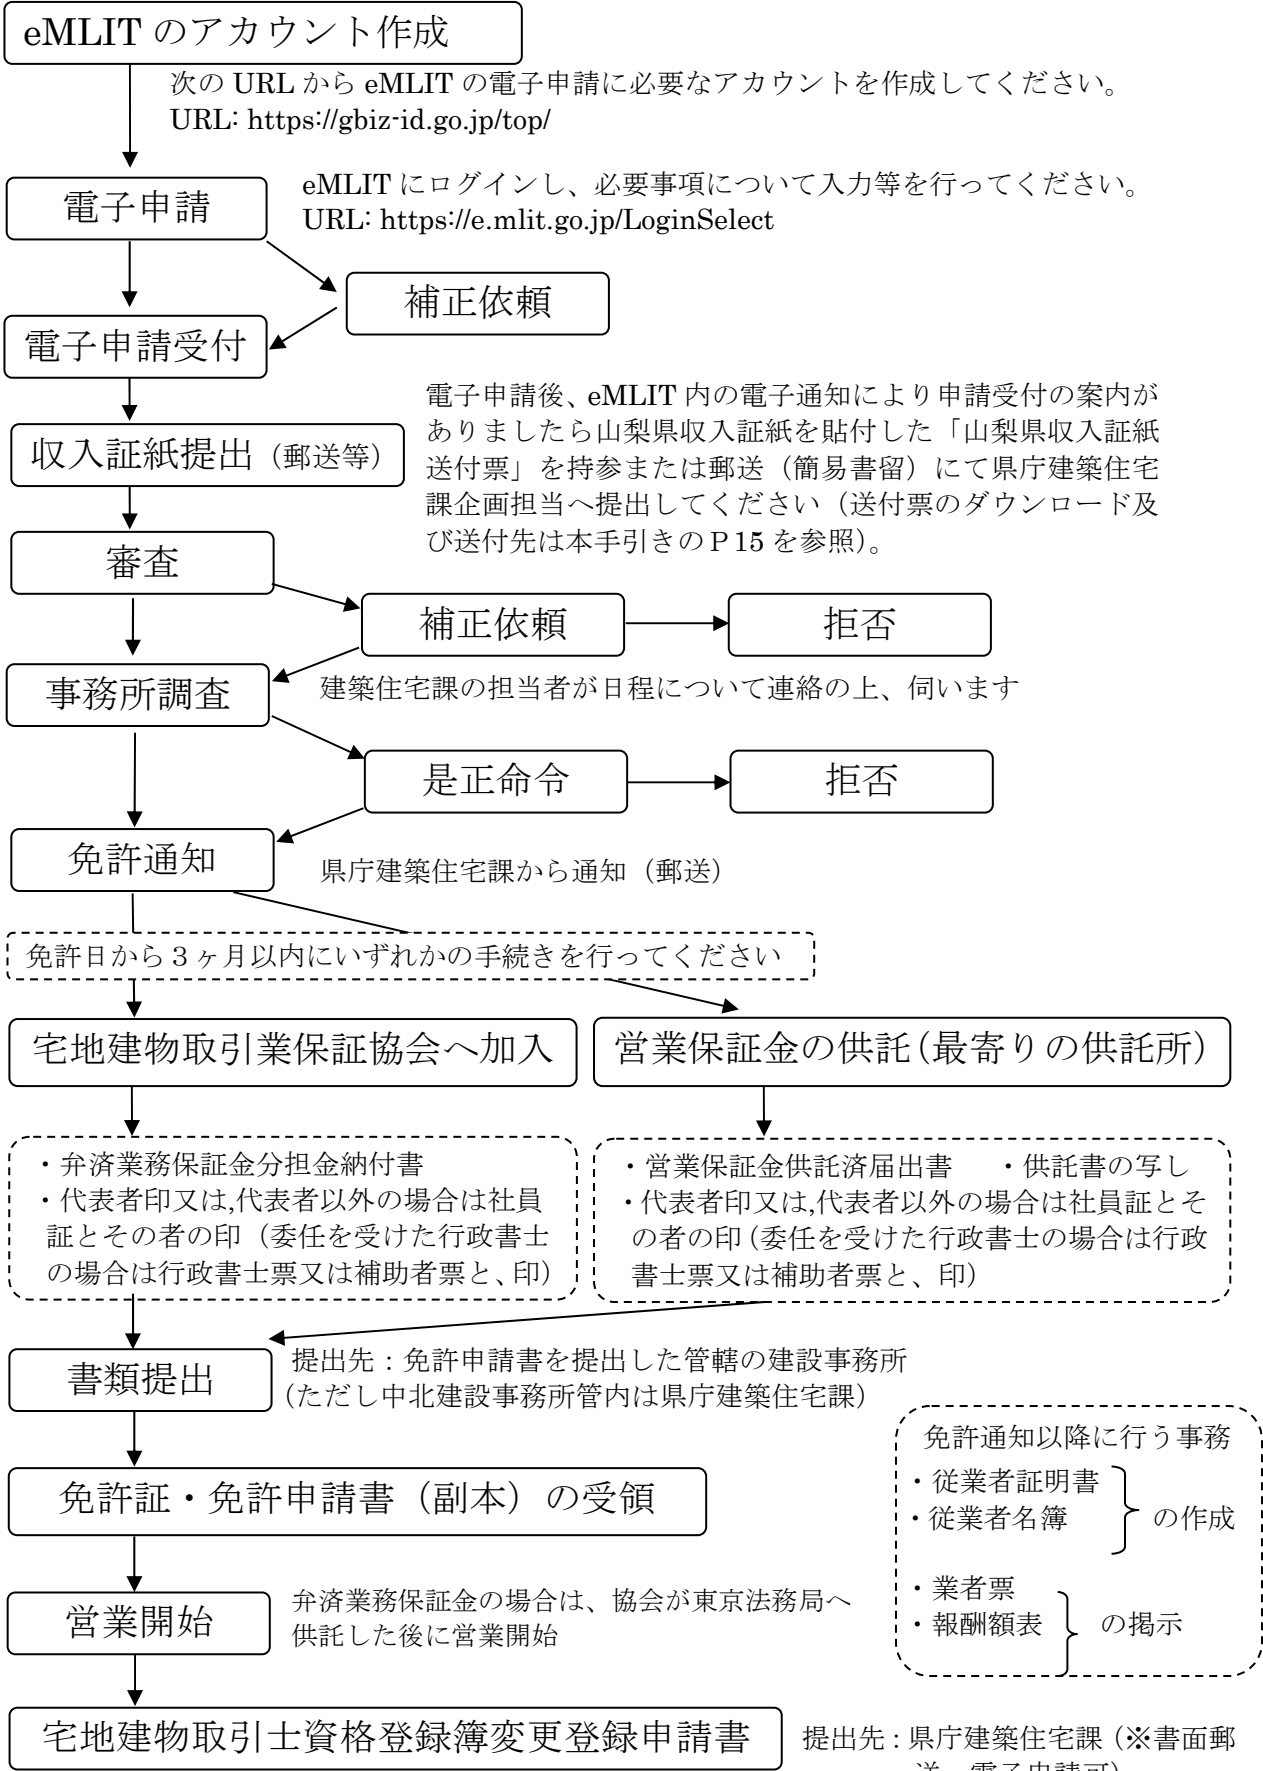 eMLIT のアカウント作成
次の URL から eMLIT の電子申請に必要なアカウントを作成してください。
URL: https://gbiz-id.go.jp/top/
電子申請
eMLIT にログインし、必要事項について入力等を行ってください。
URL: https://e.mlit.go.jp/LoginSelect
補正依頼
電子申請受付
電子申請後、eMLIT 内の電子通知により申請受付の案内が
ありましたら山梨県収入証紙を貼付した「山梨県収入証紙
送付票」を持参または郵送（簡易書留）にて県庁建築住宅
課企画担当へ提出してください（送付票のダウンロード及
び送付先は本手引きのＰ15 を参照）。
収入証紙提出（郵送等）
審査
補正依頼
拒否
事務所調査
建築住宅課の担当者が日程について連絡の上、伺います
是正命令
拒否
免許通知
県庁建築住宅課から通知（郵送）
免許日から３ヶ月以内にいずれかの手続きを行ってください
宅地建物取引業保証協会へ加入
営業保証金の供託（最寄りの供託所）
・弁済業務保証金分担金納付書
・代表者印又は,代表者以外の場合は社員
証とその者の印（委任を受けた行政書士
の場合は行政書士票又は補助者票と、印）
・営業保証金供託済届出書　・供託書の写し
・代表者印又は,代表者以外の場合は社員証とそ
の者の印（委任を受けた行政書士の場合は行政
書士票又は補助者票と、印）
書類提出
提出先：免許申請書を提出した管轄の建設事務所
（ただし中北建設事務所管内は県庁建築住宅課）
免許証・免許申請書（副本）の受領
免許通知以降に行う事務
・従業者証明書
・従業者名簿
の作成
・業者票
・報酬額表
の掲示
営業開始
弁済業務保証金の場合は、協会が東京法務局へ
供託した後に営業開始
宅地建物取引士資格登録簿変更登録申請書
提出先：県庁建築住宅課（※書面郵
送、電子申請可）